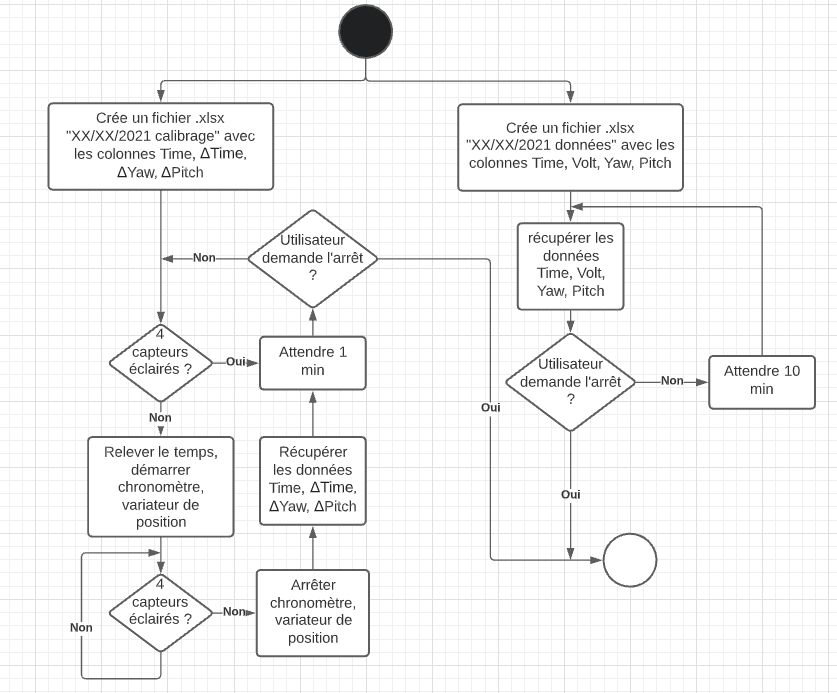 Crée un fichier .xlsx
"XX/XX/2021 calibrage" avec
les colonnes Time, ΔTime,
ΔYaw, ΔPitch
Crée un fichier .xlsx
"XX/XX/2021 données" avec les
colonnes Time, Volt, Yaw, Pitch
Utilisateur
demande l'arrêt
?
Non
récupérer les
données
Time, Volt,
Yaw, Pitch
4
capteurs
éclairés ?
Oui
Attendre 1
min
Utilisateur
demande l'arrêt
?
Non
Attendre 10
min
Non
Oui
Relever le temps,
démarrer
chronomètre,
variateur de
position
Récupérer
les données
Time, ΔTime,
ΔYaw, ΔPitch
Oui
4
capteurs
éclairés ?
Non
Non
Arrêter
chronomètre,
variateur de
position